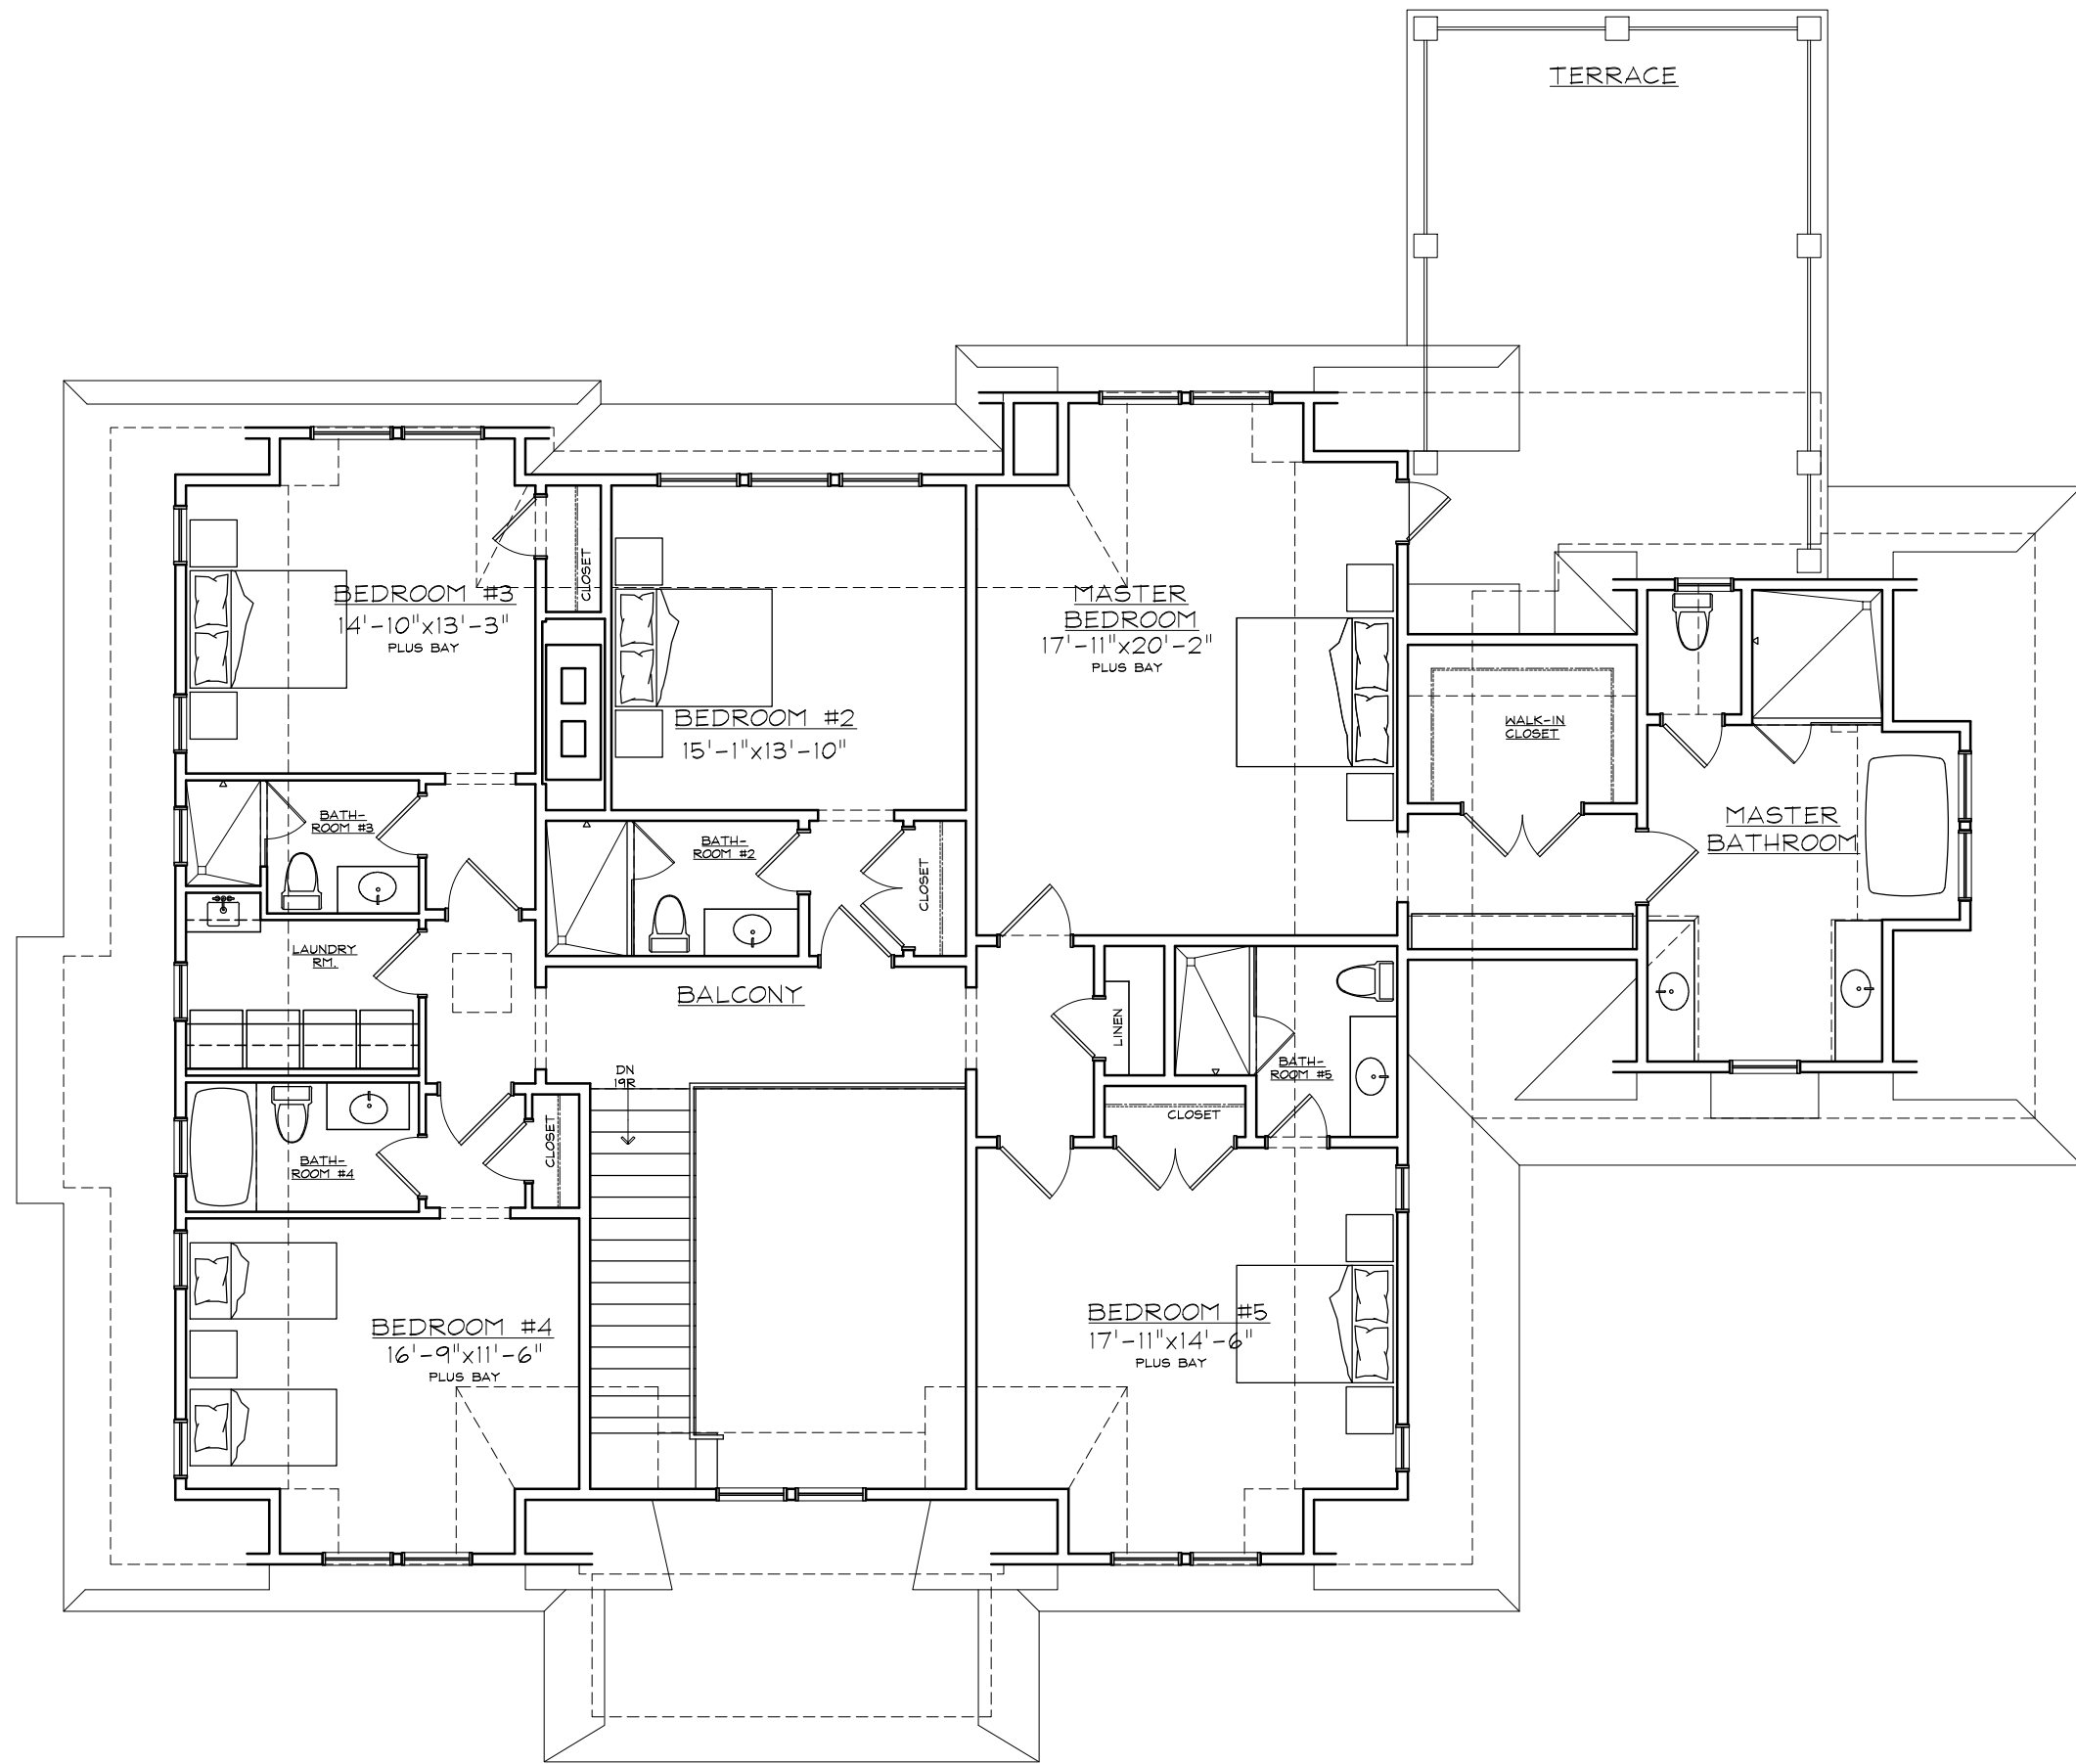 TERRACE
BEDROOM #3
14'-10"x13'-3"
PLUS BAY
CLOSET
BEDROOM #2
15'-1"x13'-10"
MASTER
BEDROOM
17'-11"x20'-2"
PLUS BAY
WALK-IN
CLOSET
MASTER
BATHROOM
BATH-
ROOM #3
BATH-
ROOM #2
CLOSET
LAUNDRY
RM.
BALCONY
LINEN
DN
19R
BATH-
ROOM #5
CLOSET
BATH-
ROOM #4
CLOSET
BEDROOM #4
16'-9"x11'-6"
PLUS BAY
BEDROOM #5
17'-11"x14'-6"
PLUS BAY